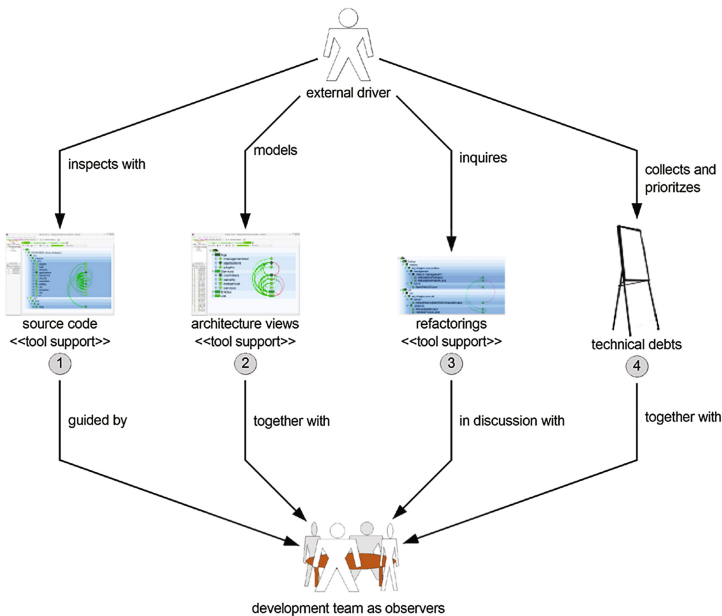 external driver
inspects with
models
inquires
collects and
prioritzes
source code
<<tool support>>
1
architecture views
<<tool support>>
2
refactorings
<<tool support>>
3
technical debts
4
guided by
together with
in discussion with
together with
development team as observers